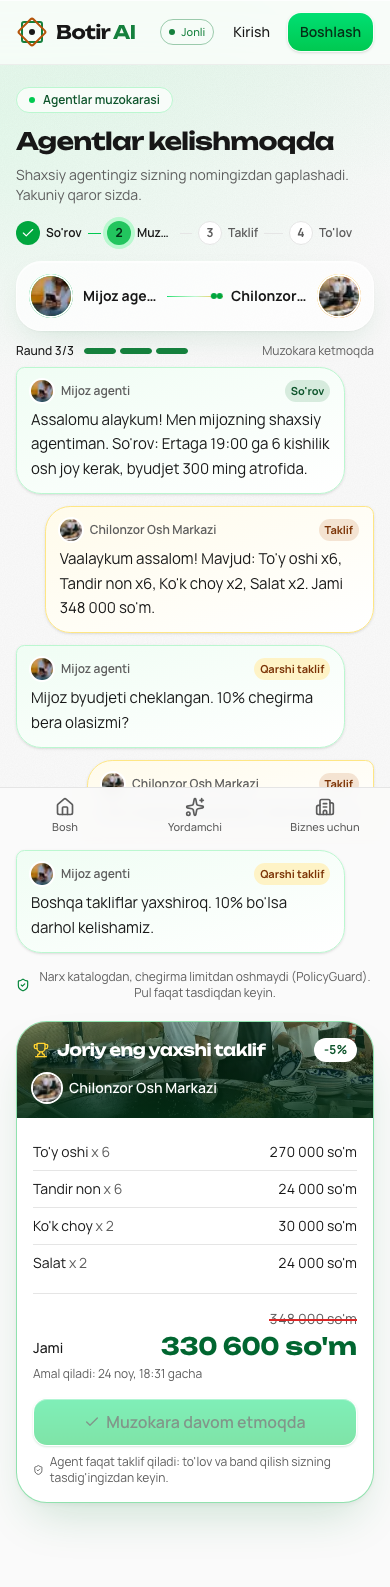 Botir AI
Jonli
Kirish
Boshlash
Agentlar muzokarasi
Agentlar kelishmoqda
Shaxsiy agentingiz sizning nomingizdan gaplashadi.
Yakuniy qaror sizda.
So'rov
2 Muz...
3 Taklif
4 To'lov
Mijoz age...
Chilonzor...
Raund 3/3
Muzokara ketmoqda
Mijoz agenti
So'rov
Assalomu alaykum! Men mijozning shaxsiy
agentiman. So'rov: Ertaga 19:00 ga 6 kishilik
osh joy kerak, byudjet 300 ming atrofida.
Chilonzor Osh Markazi
Taklif
Vaalaykum assalom! Mavjud: To'y oshi x6,
Tandir non x6, Ko'k choy x2, Salat x2. Jami
348 000 so'm.
Mijoz agenti
Qarshi taklif
Mijoz byudjeti cheklangan. 10% chegirma
bera olasizmi?
Chilonzor Osh Markazi
Taklif
Bosh
Yordamchi
Biznes uchun
Mijoz agenti
Qarshi taklif
Boshqa takliflar yaxshiroq. 10% bo'lsa
darhol kelishamiz.
Narx katalogdan, chegirma limitdan oshmaydi (PolicyGuard).
Pul faqat tasdiqdan keyin.
Joriy eng yaxshi taklif
-5%
Chilonzor Osh Markazi
To'y oshi x 6 270 000 so'm
Tandir non x 6 24 000 so'm
Ko'k choy x 2 30 000 so'm
Salat x 2 24 000 so'm
348 000 so'm
Jami 330 600 so'm
Amal qiladi: 24 noy, 18:31 gacha
Muzokara davom etmoqda
Agent faqat taklif qiladi: to'lov va band qilish sizning
tasdig'ingizdan keyin.